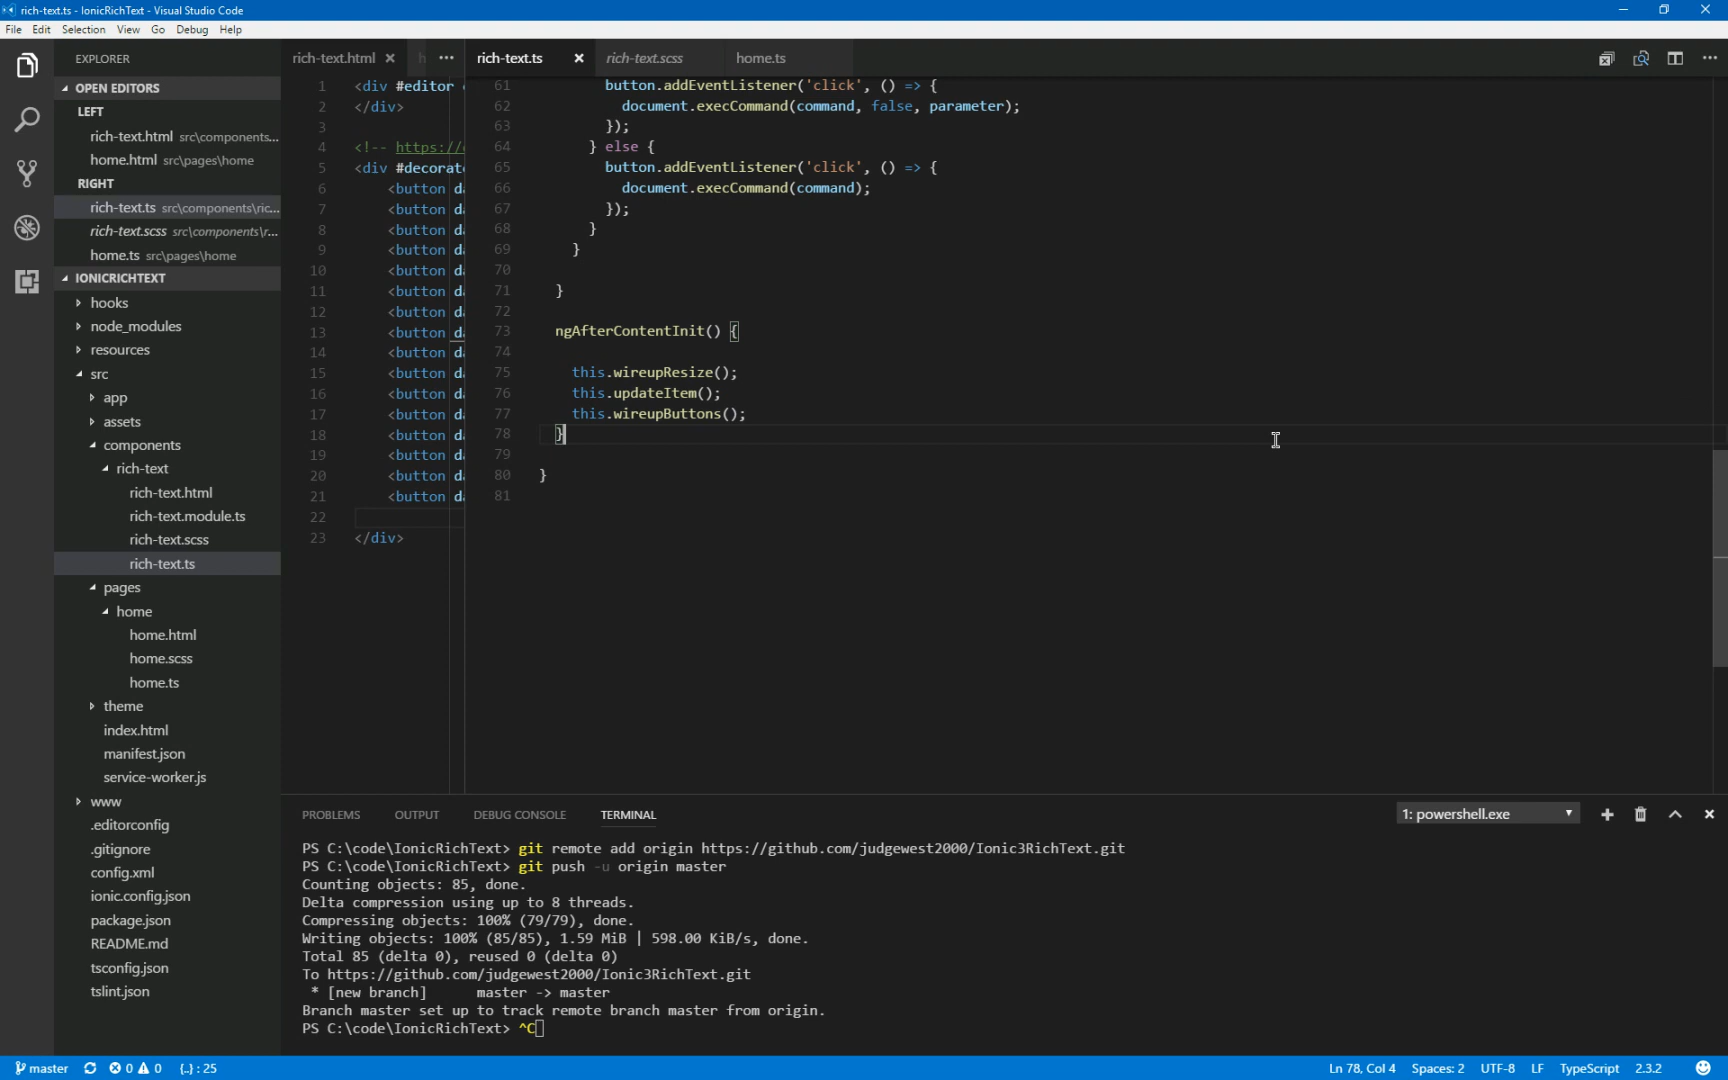 rich-text.ts - IonicRichText - Visual Studio Code
File Edit Selection View Go Debug Help
EXPLORER
OPEN EDITORS
LEFT
rich-text.html src\components...
home.html src\pages\home
RIGHT
rich-text.ts src\components\ric...
rich-text.scss src\components\r...
home.ts src\pages\home
IONICRICHTEXT
hooks
node_modules
resources
src
app
assets
components
rich-text
rich-text.html
rich-text.module.ts
rich-text.scss
rich-text.ts
pages
home
home.html
home.scss
home.ts
theme
index.html
manifest.json
service-worker.js
www
.editorconfig
.gitignore
config.xml
ionic.config.json
package.json
README.md
tsconfig.json
tslint.json
rich-text.html ...
1 <div #editor
2 </div>
3
4 <!-- https://
5 <div #decorat
6 <button da
7 <button da
8 <button da
9 <button da
10 <button da
11 <button da
12 <button da
13 <button da
14 <button da
15 <button da
16 <button da
17 <button da
18 <button da
19 <button da
20 <button da
21 <button da
22
23 </div>
rich-text.ts rich-text.scss home.ts ...
61 button.addEventListener('click', () => {
62 document.execCommand(command, false, parameter);
63 });
64 } else {
65 button.addEventListener('click', () => {
66 document.execCommand(command);
67 });
68 }
69 }
70
71 }
72
73 ngAfterContentInit() {
74
75 this.wireupResize();
76 this.updateItem();
77 this.wireupButtons();
78 }
79
80 }
81
PROBLEMS OUTPUT DEBUG CONSOLE TERMINAL 1: powershell.exe
PS C:\code\IonicRichText> git remote add origin https://github.com/judgewest2000/Ionic3RichText.git
PS C:\code\IonicRichText> git push -u origin master
Counting objects: 85, done.
Delta compression using up to 8 threads.
Compressing objects: 100% (79/79), done.
Writing objects: 100% (85/85), 1.59 MiB | 598.00 KiB/s, done.
Total 85 (delta 0), reused 0 (delta 0)
To https://github.com/judgewest2000/Ionic3RichText.git
* [new branch] master -> master
Branch master set up to track remote branch master from origin.
PS C:\code\IonicRichText> ^C
master 0 0 {..} : 25 Ln 78, Col 4 Spaces: 2 UTF-8 LF TypeScript 2.3.2